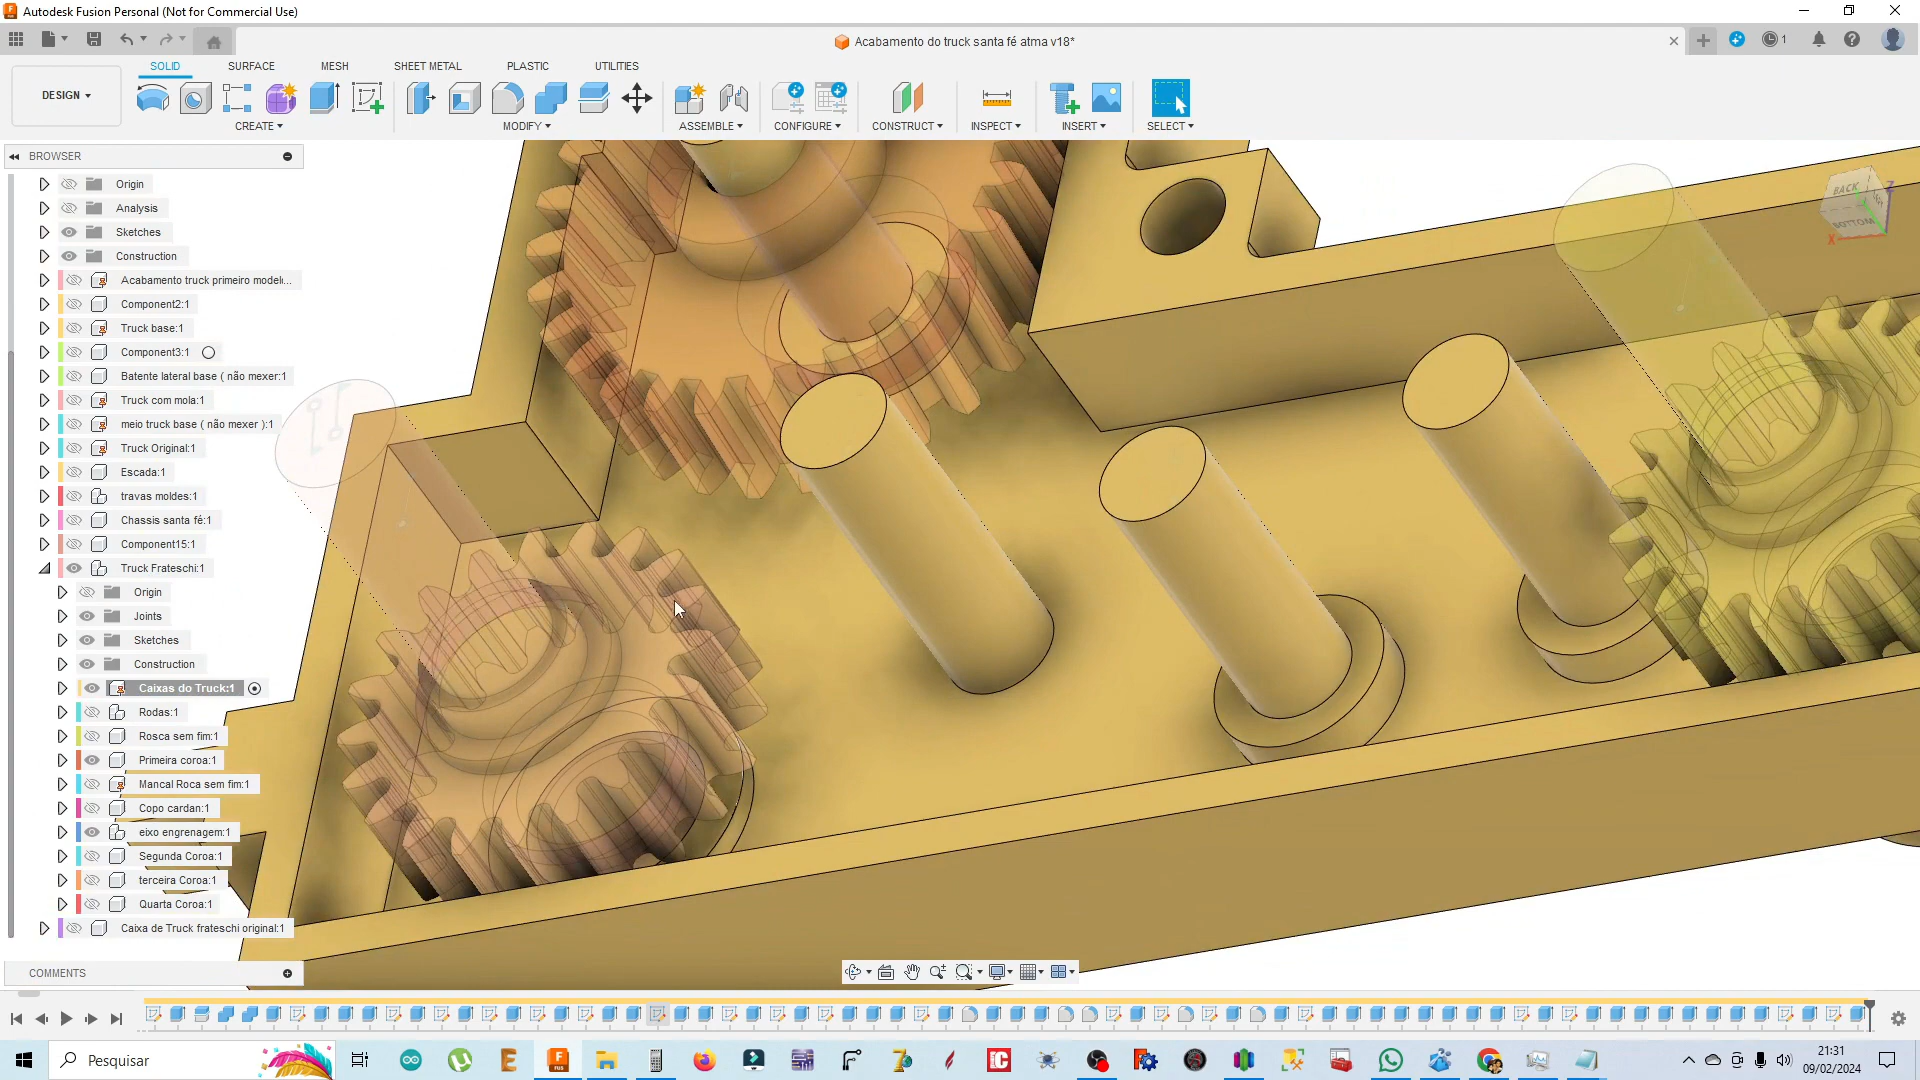 Autodesk Fusion Personal (Not for Commercial Use)
Acabamento do truck santa fé atma v18*
1
SOLID
SURFACE
MESH
SHEET METAL
PLASTIC
UTILITIES
DESIGN
CREATE
MODIFY
ASSEMBLE
CONFIGURE
CONSTRUCT
INSPECT
INSERT
SELECT
BROWSER
Origin
Analysis
Sketches
Construction
Acabamento truck primeiro model...
Component2:1
Truck base:1
Component3:1
Batente lateral base ( não mexer:1
Truck com mola:1
meio truck base ( não mexer ):1
Truck Original:1
Escada:1
travas moldes:1
Chassis santa fé:1
Component15:1
Truck Frateschi:1
Origin
Joints
Sketches
Construction
Caixas do Truck:1
Rodas:1
Rosca sem fim:1
Primeira coroa:1
Mancal Roca sem fim:1
Copo cardan:1
eixo engrenagem:1
Segunda Coroa:1
terceira Coroa:1
Quarta Coroa:1
Caixa de Truck frateschi original:1
BACK
BOTTOM
Z
X
COMMENTS
Pesquisar
21:31
09/02/2024